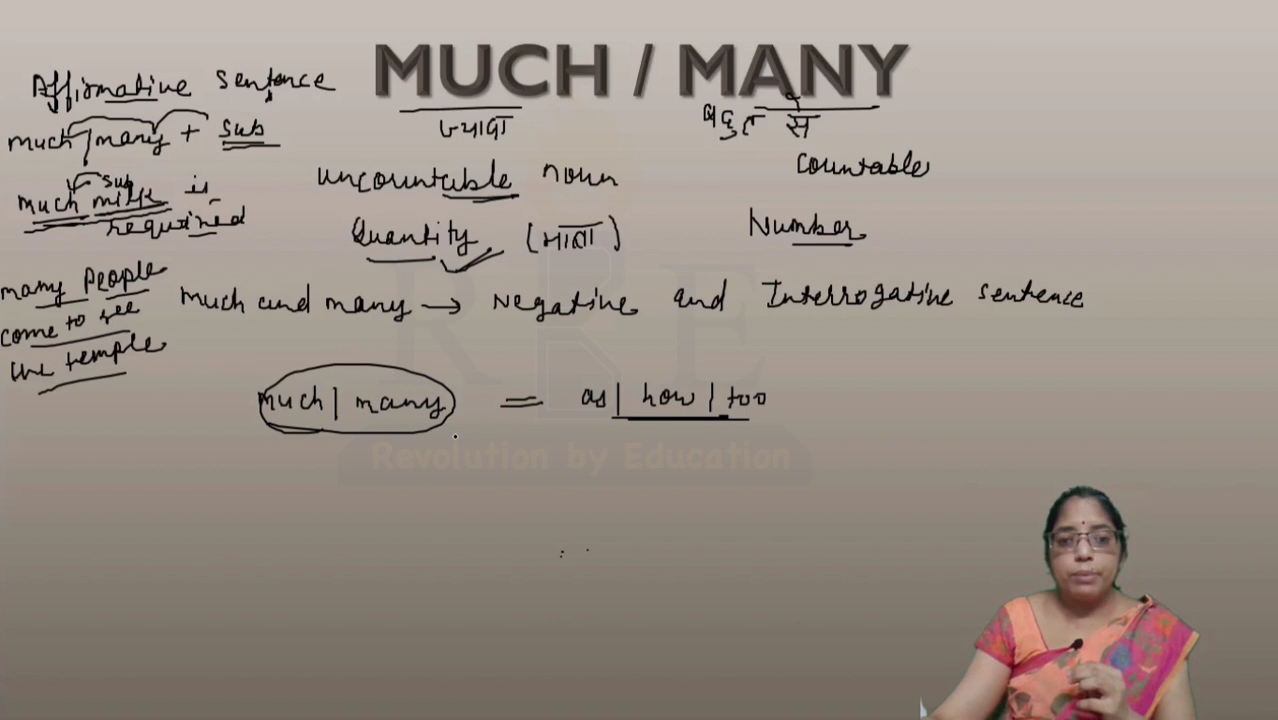 MUCH / MANY
Affirmative sentence
much / many + sub
sub
much milk is
required
many people
come to see
the temple
ज्यादा
uncountable noun
Quantity (मात्रा)
बहुत से
countable
Number
much and many → Negative and Interrogative sentence
much | many = as | how | too
RRE
Revolution by Education